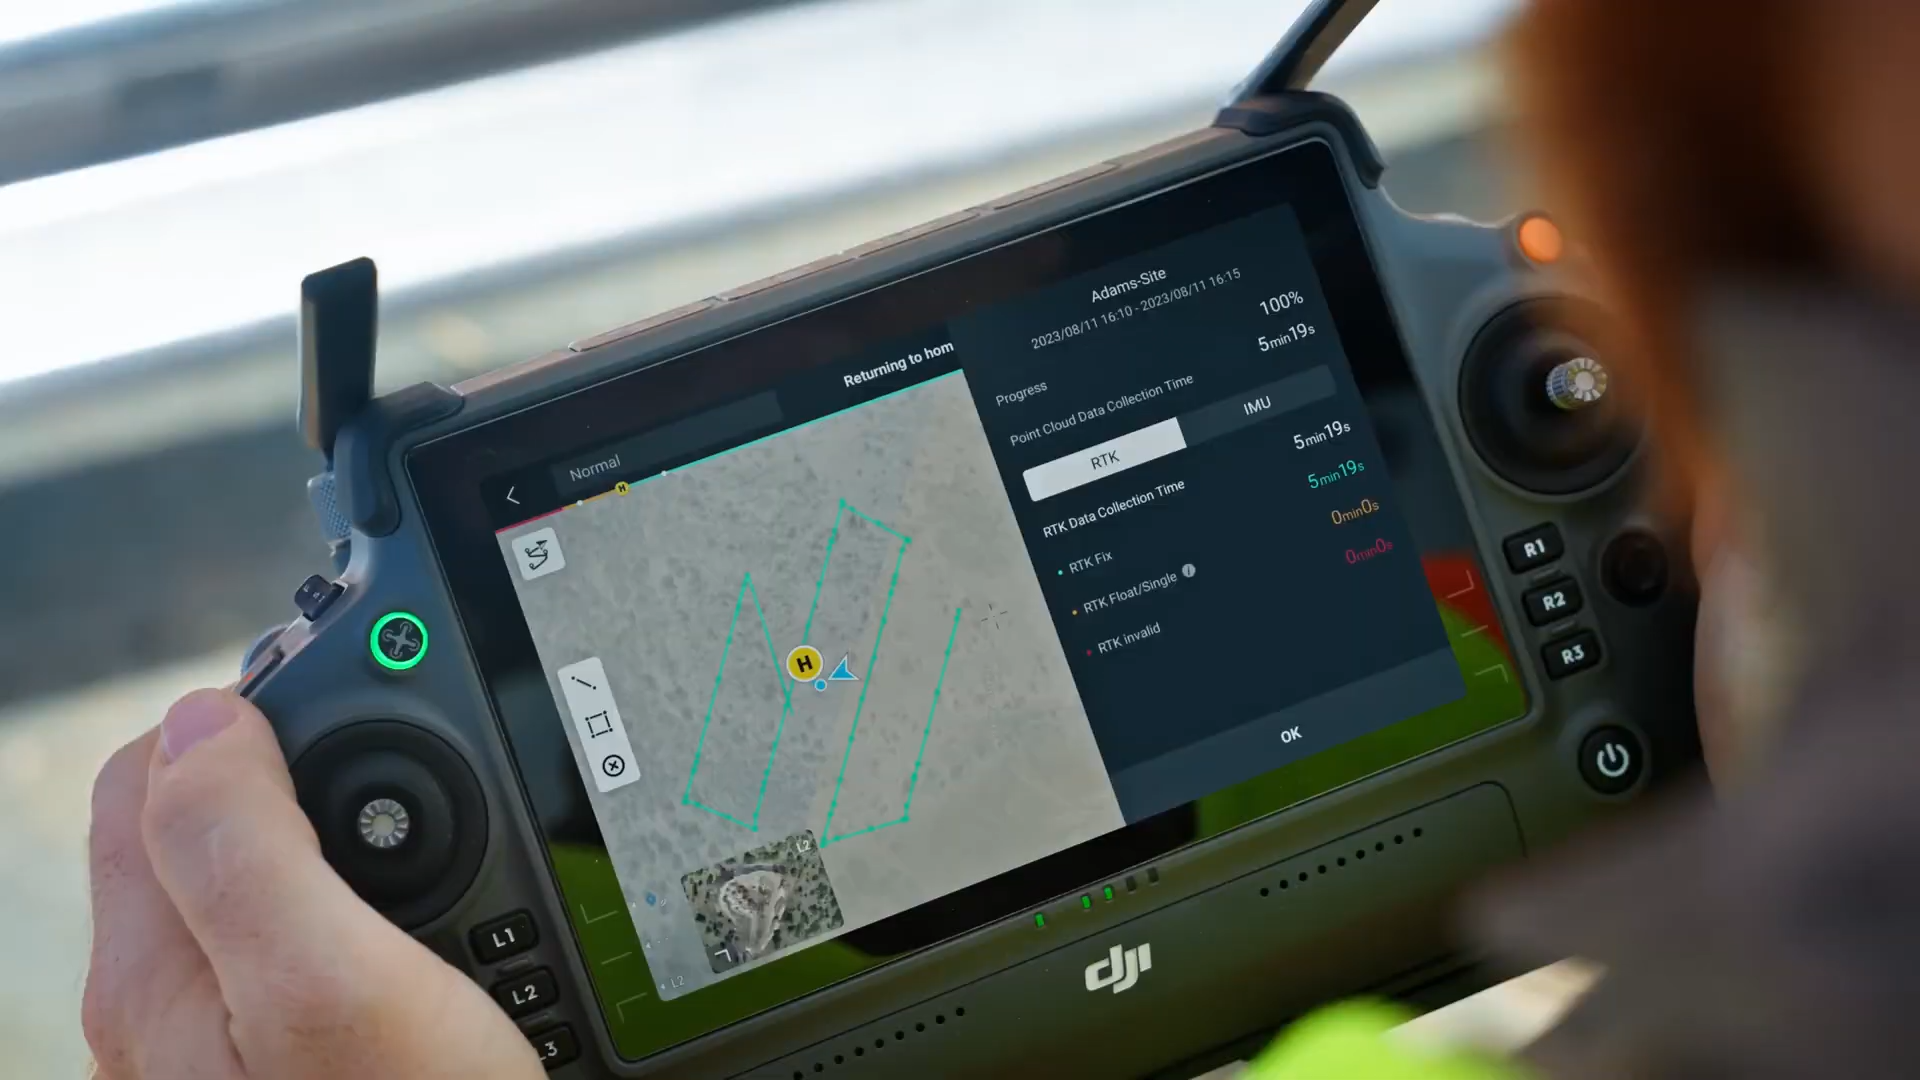 Returning to hom
Normal
H
H
L2
L2
Adams-Site
2023/08/11 16:10 - 2023/08/11 16:15
Progress 100%
Point Cloud Data Collection Time 5min19s
RTK IMU
RTK Data Collection Time 5min19s
RTK Fix 5min19s
RTK Float/Single 0min0s
RTK invalid 0min0s
OK
R1
R2
R3
L1
L2
L3
dji